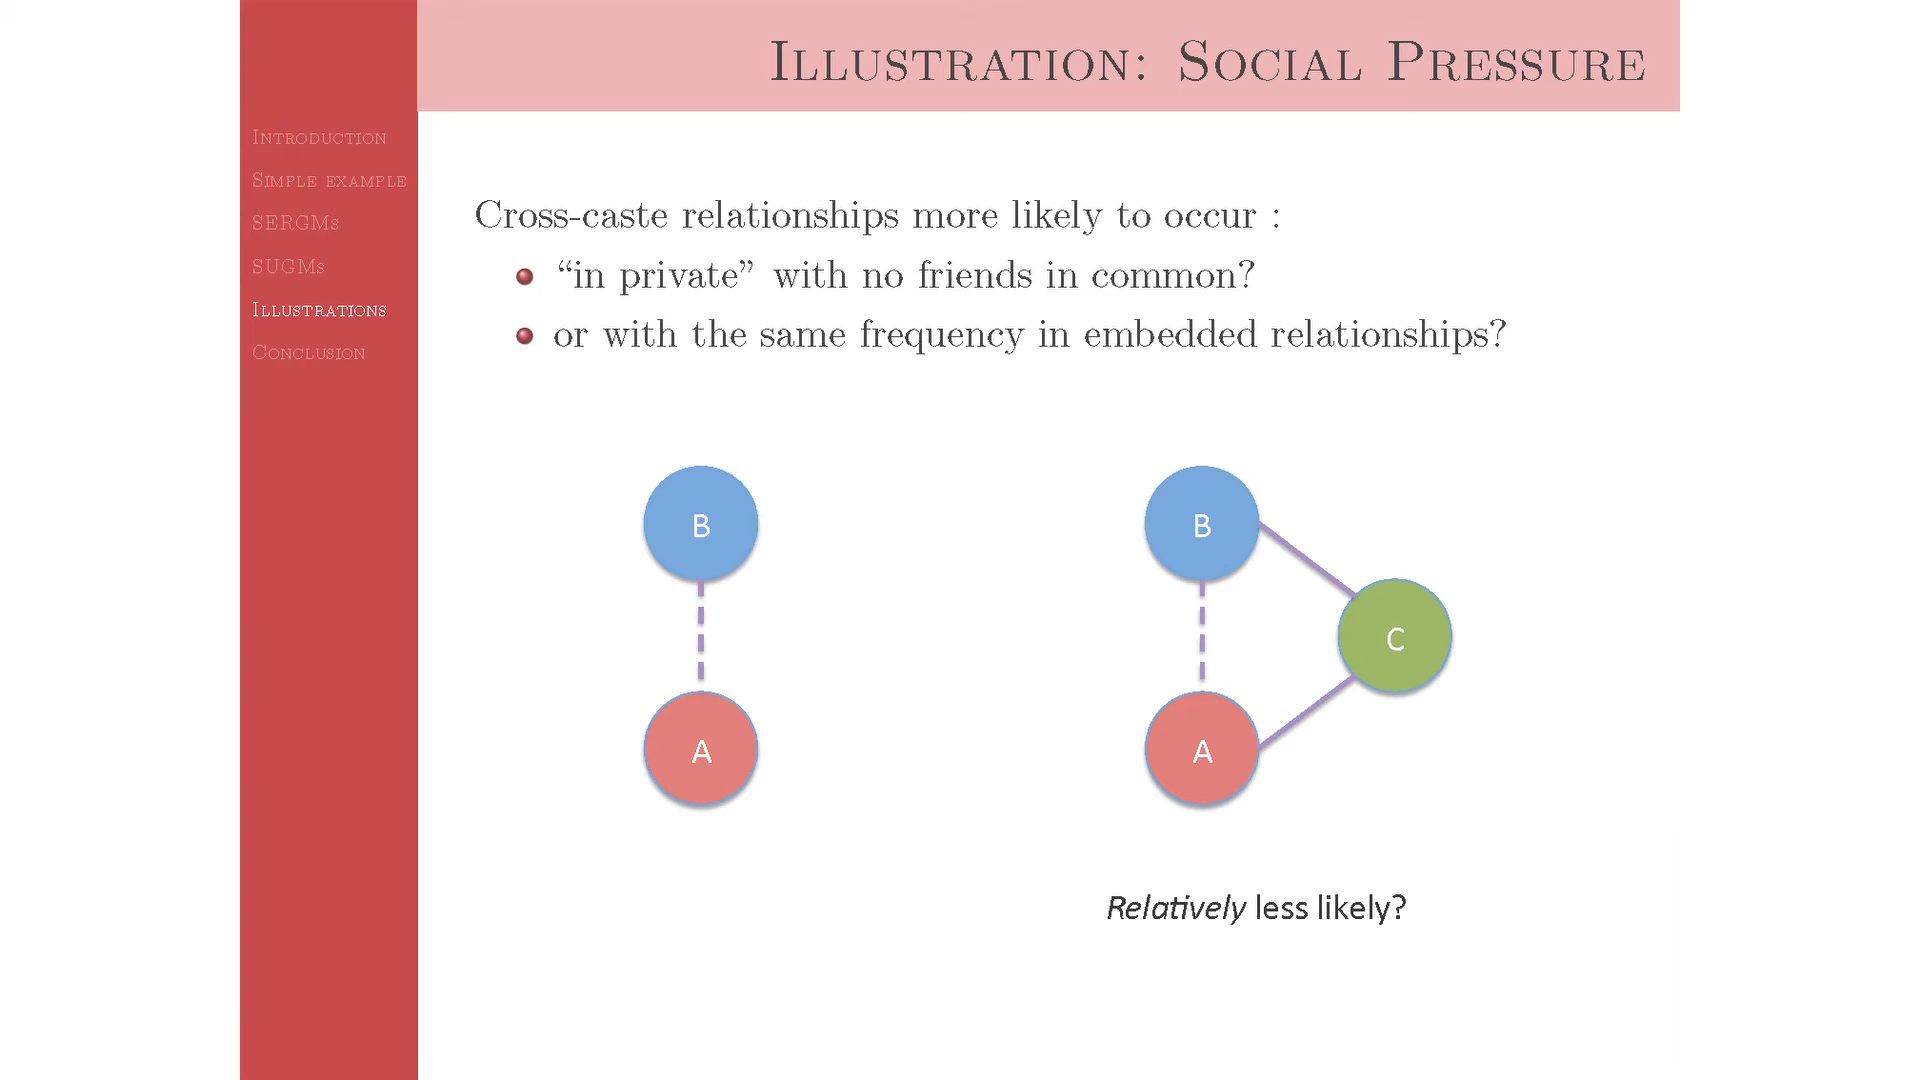 Illustration: Social Pressure
Introduction
Simple example
SERGMs
SUGMs
Illustrations
Conclusion
Cross-caste relationships more likely to occur :
“in private” with no friends in common?
or with the same frequency in embedded relationships?
B
B
C
A
A
Relatively less likely?